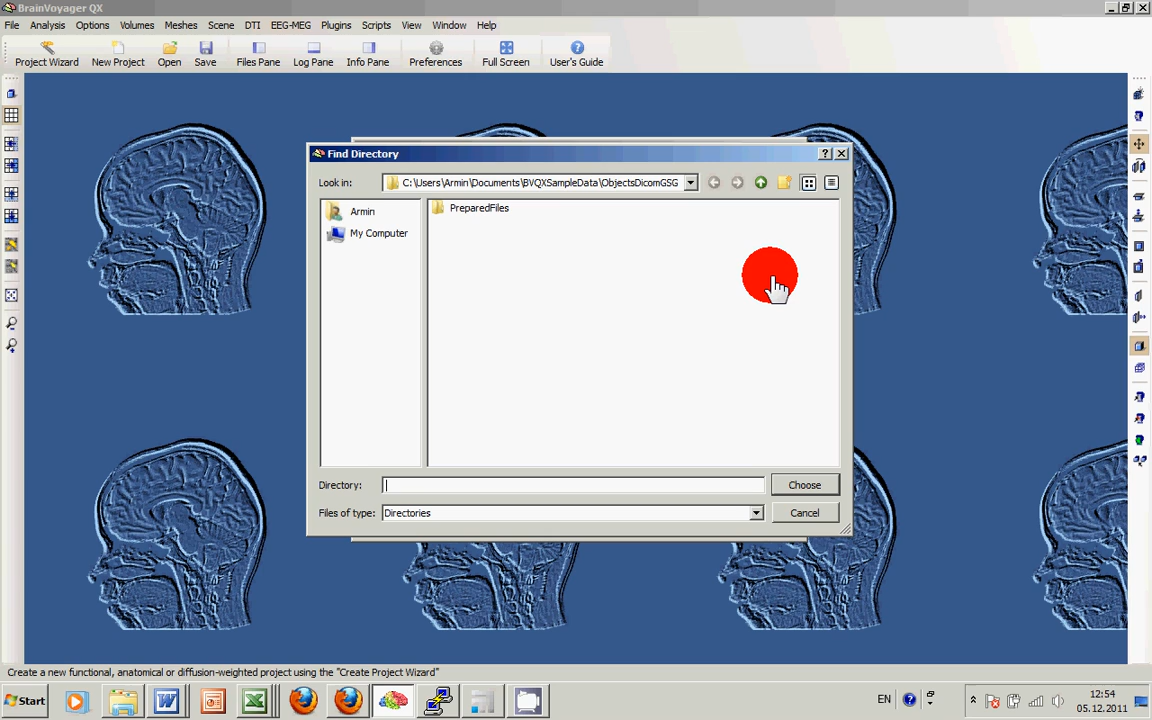 BrainVoyager QX
File Analysis Options Volumes Meshes Scene DTI EEG-MEG Plugins Scripts View Window Help
Project Wizard New Project Open Save Files Pane Log Pane Info Pane Preferences Full Screen User's Guide
Find Directory
Look in: C:\Users\Armin\Documents\BVQXSampleData\ObjectsDicomGSG
Armin
My Computer
PreparedFiles
Directory:
Choose
Files of type: Directories
Cancel
Create a new functional, anatomical or diffusion-weighted project using the "Create Project Wizard"
Start
EN
12:54
05.12.2011